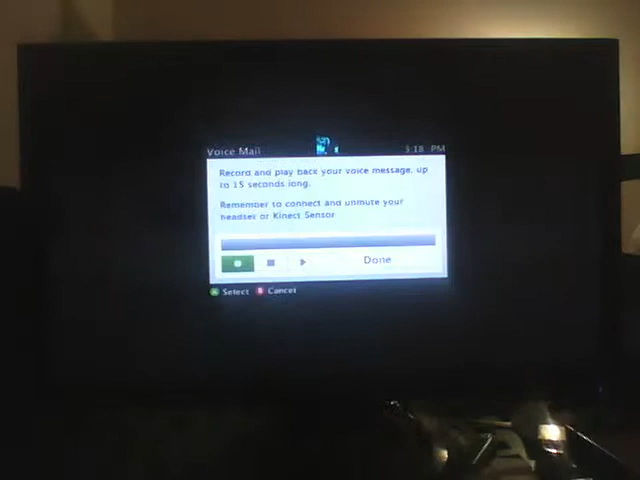 Voice Mail
3:18 PM
Record and play back your voice message, up
to 15 seconds long.
Remember to connect and unmute your
headset or Kinect Sensor
Done
A Select B Cancel